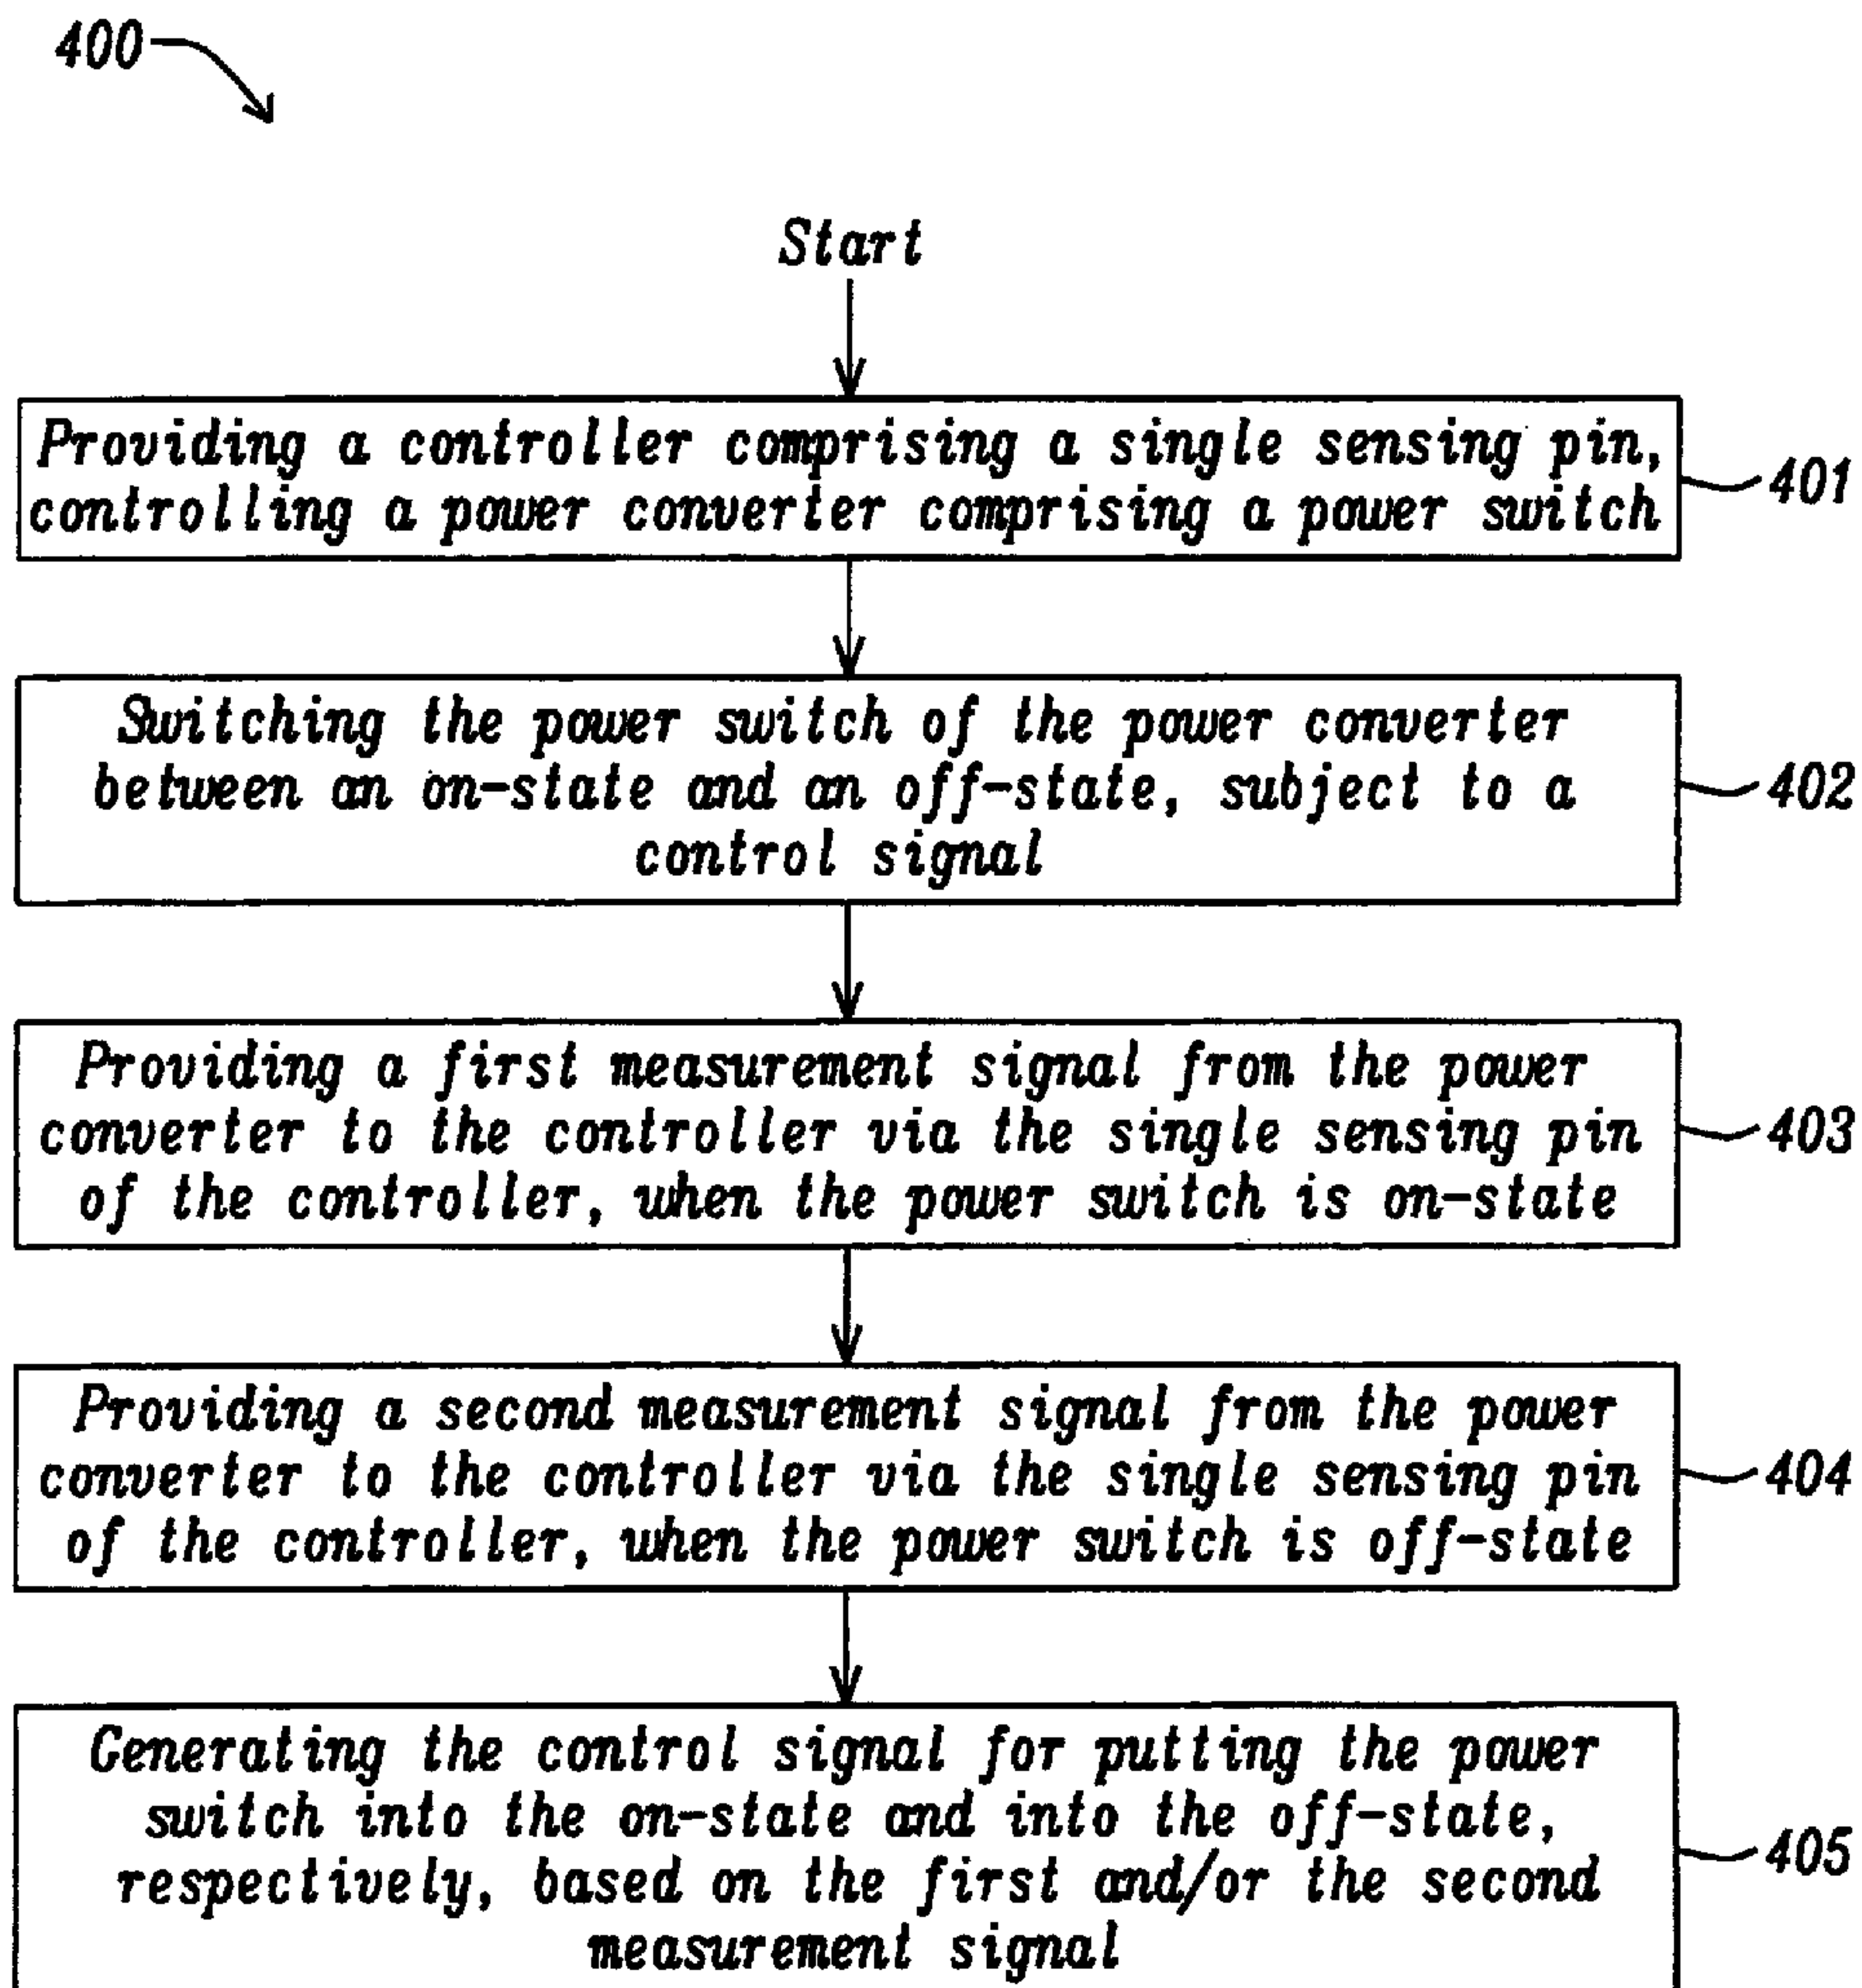 400
Start
Providing a controller comprising a single sensing pin,
controlling a power converter comprising a power switch
401
Switching the power switch of the power converter
between an on-state and an off-state, subject to a
control signal
402
Providing a first measurement signal from the power
converter to the controller via the single sensing pin
of the controller, when the power switch is on-state
403
Providing a second measurement signal from the power
converter to the controller via the single sensing pin
of the controller, when the power switch is off-state
404
Generating the control signal for putting the power
switch into the on-state and into the off-state,
respectively, based on the first and/or the second
measurement signal
405